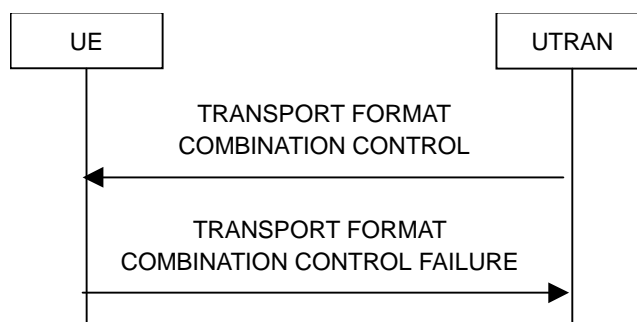 UE
UTRAN
TRANSPORT FORMAT
COMBINATION CONTROL
TRANSPORT FORMAT
COMBINATION CONTROL FAILURE